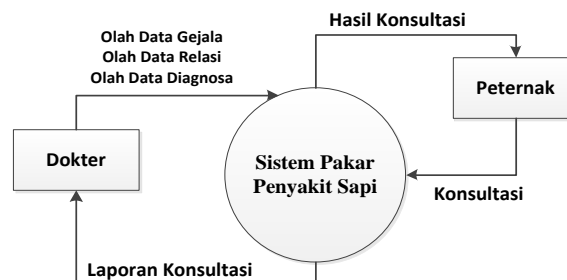 Hasil Konsultasi
Olah Data Gejala
Olah Data Relasi
Olah Data Diagnosa
Peternak
Dokter
Sistem Pakar
Penyakit Sapi
Konsultasi
Laporan Konsultasi